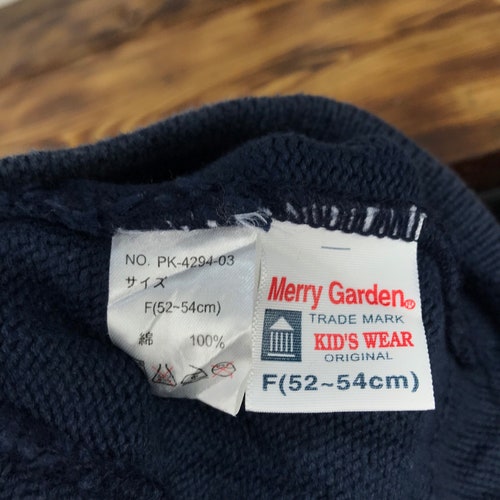 NO. PK-4294-03
サイズ
F(52~54cm)
綿 100%
Merry Garden®
TRADE MARK
KID'S WEAR
ORIGINAL
F(52~54cm)